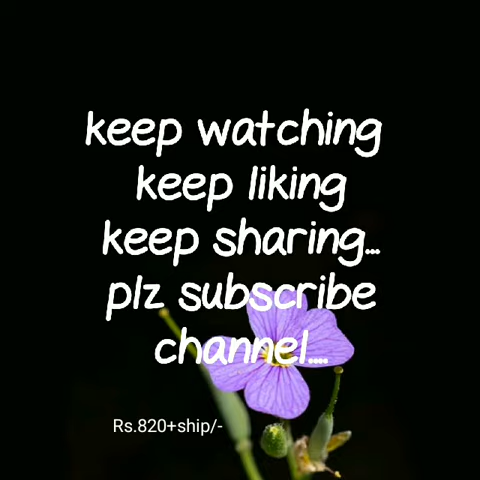 keep watching
keep liking
keep sharing...
plz subscribe
channel....
Rs.820+ship/-